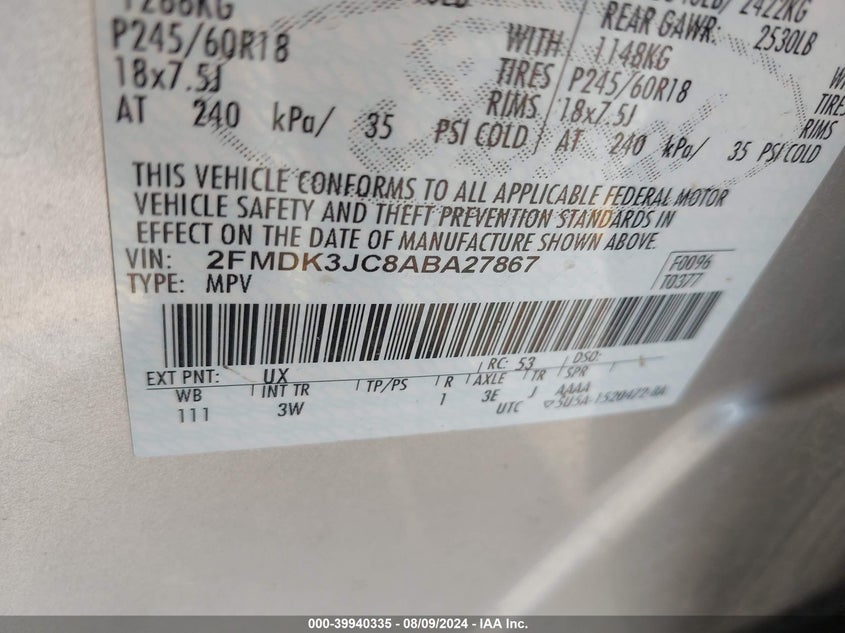 P245/60R18 WITH 1148KG
REAR GAWR: 2530LB
18x7.5J TIRES P245/60R18
RIMS 18x7.5J TIRES
RIMS
AT 240 kPa/ 35 PSI COLD / AT 240 kPa/ 35 PSI COLD
THIS VEHICLE CONFORMS TO ALL APPLICABLE FEDERAL MOTOR
VEHICLE SAFETY AND THEFT PREVENTION STANDARDS IN
EFFECT ON THE DATE OF MANUFACTURE SHOWN ABOVE.
VIN: 2FMDK3JC8ABA27867 F0096
TYPE: MPV T0377
EXT PNT: UX RC: 53 DSO:
WB INT TR TP/PS R AXLE TR SPR
111 3W 1 3E J AAAA
UTC
000-39940335 - 08/09/2024 - IAA Inc.